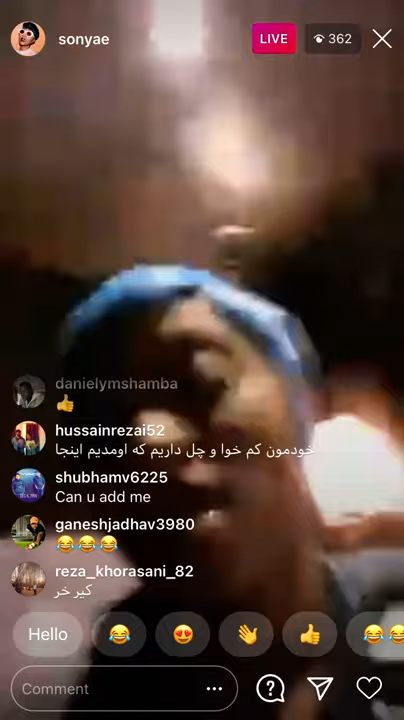 sonyae
LIVE
362
danielymshamba
👍
hussainrezai52
خودمون کم خوا و چل داریم که اومدیم اینجا
shubhamv6225
Can u add me
ganeshjadhav3980
😂😂😂
reza_khorasani_82
کیر خر
Hello 😂 😍 👋 👍 😂😂
Comment